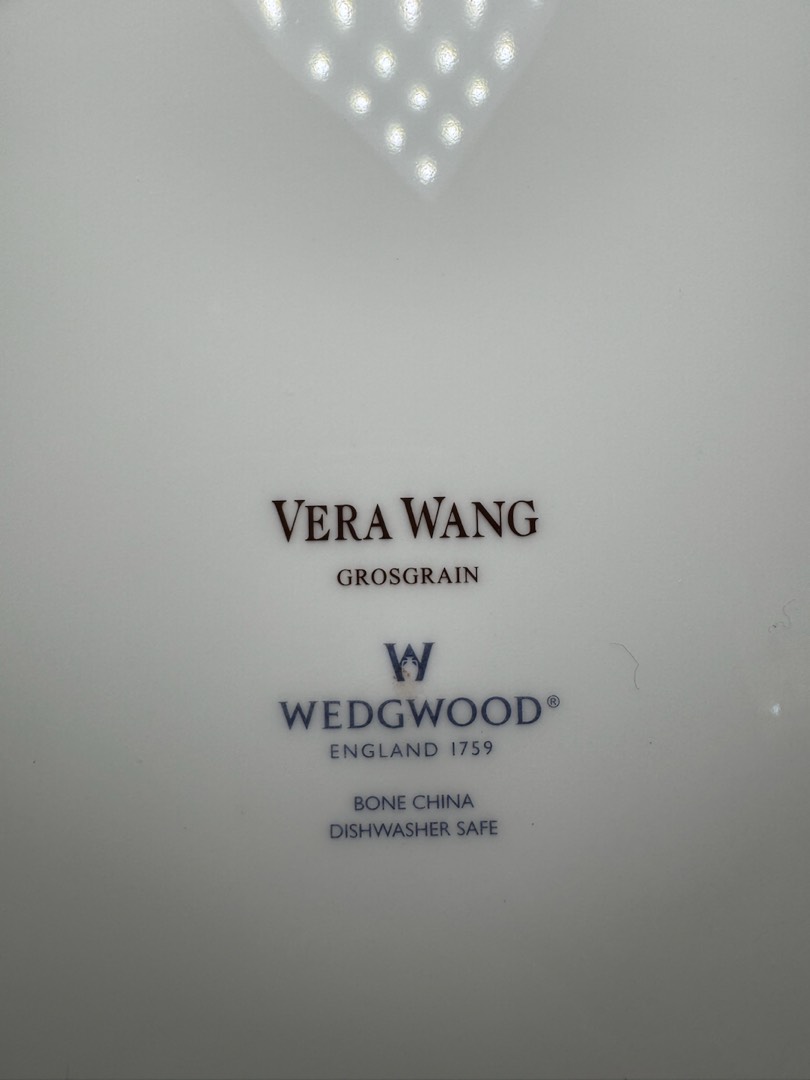 VERA WANG
GROSGRAIN
W
WEDGWOOD®
ENGLAND 1759
BONE CHINA
DISHWASHER SAFE